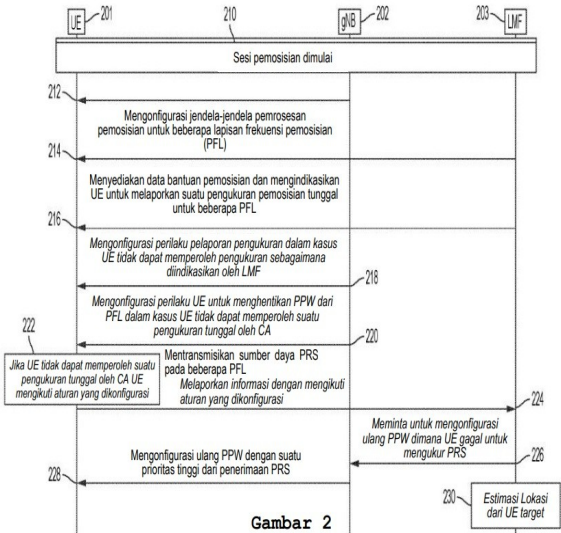 201
210
202
203
UE
gNB
LMF
Sesi pemosisian dimulai
212
Mengonfigurasi jendela-jendela pemrosesan
pemosisian untuk beberapa lapisan frekuensi pemosisian
(PFL)
214
Menyediakan data bantuan pemosisian dan mengindikasikan
UE untuk melaporkan suatu pengukuran pemosisian tunggal
untuk beberapa PFL
216
Mengonfigurasi perilaku pelaporan pengukuran dalam kasus
UE tidak dapat memperoleh pengukuran sebagaimana
diindikasikan oleh LMF
218
Mengonfigurasi perilaku UE untuk menghentikan PPW dari
PFL dalam kasus UE tidak dapat memperoleh suatu
pengukuran tunggal oleh CA
220
222
Jika UE tidak dapat memperoleh suatu
pengukuran tunggal oleh CA UE
mengikuti aturan yang dikonfigurasi
Mentransmisikan sumber daya PRS
pada beberapa PFL
Melaporkan informasi dengan mengikuti
aturan yang dikonfigurasi
224
Meminta untuk mengonfigurasi
ulang PPW dimana UE gagal untuk
mengukur PRS
226
Mengonfigurasi ulang PPW dengan suatu
prioritas tinggi dari penerimaan PRS
228
230
Estimasi Lokasi
dari UE target
Gambar 2